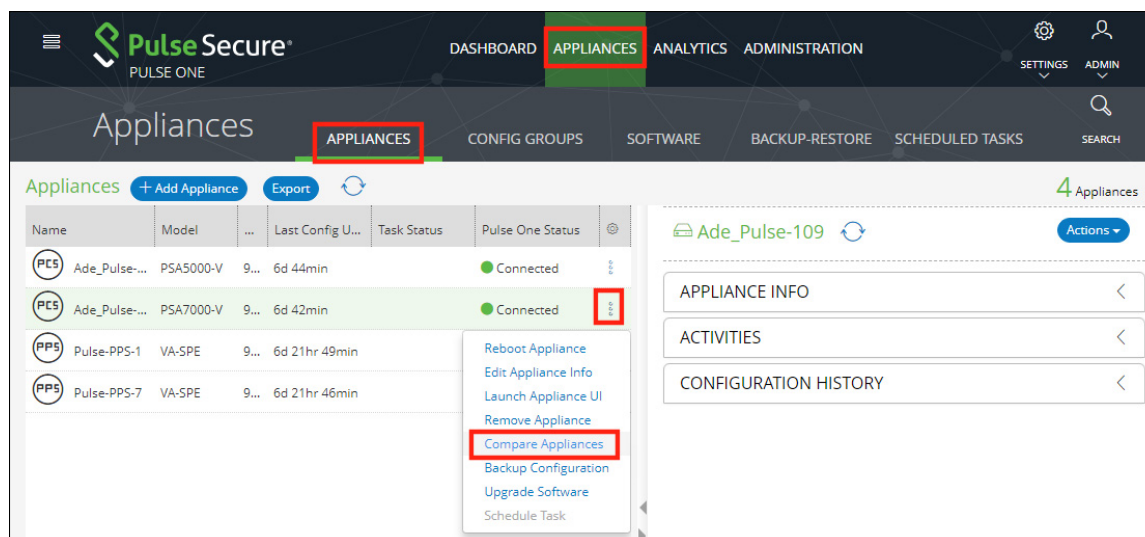 Pulse Secure
PULSE ONE
DASHBOARD APPLIANCES ANALYTICS ADMINISTRATION
SETTINGS ADMIN
Appliances
APPLIANCES CONFIG GROUPS SOFTWARE BACKUP-RESTORE SCHEDULED TASKS
SEARCH
Appliances + Add Appliance Export
4 Appliances
Name Model ... Last Config U... Task Status Pulse One Status
PCS Ade_Pulse-... PSA5000-V 9... 6d 44min Connected
PCS Ade_Pulse-... PSA7000-V 9... 6d 42min Connected
PPS Pulse-PPS-1 VA-SPE 9... 6d 21hr 49min
PPS Pulse-PPS-7 VA-SPE 9... 6d 21hr 46min
Reboot Appliance
Edit Appliance Info
Launch Appliance UI
Remove Appliance
Compare Appliances
Backup Configuration
Upgrade Software
Schedule Task
Ade_Pulse-109
Actions
APPLIANCE INFO
ACTIVITIES
CONFIGURATION HISTORY